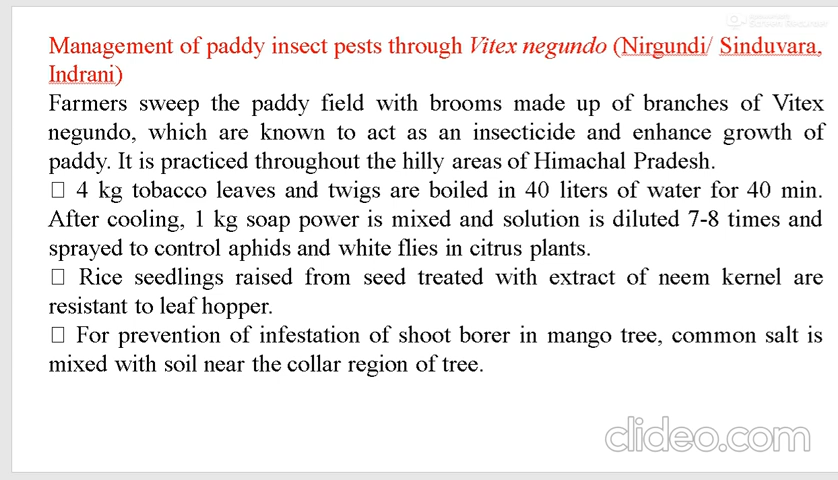 Management of paddy insect pests through Vitex negundo (Nirgundi/ Sinduvara,
Indrani)
Farmers sweep the paddy field with brooms made up of branches of Vitex
negundo, which are known to act as an insecticide and enhance growth of
paddy. It is practiced throughout the hilly areas of Himachal Pradesh.
□ 4 kg tobacco leaves and twigs are boiled in 40 liters of water for 40 min.
After cooling, 1 kg soap power is mixed and solution is diluted 7-8 times and
sprayed to control aphids and white flies in citrus plants.
□ Rice seedlings raised from seed treated with extract of neem kernel are
resistant to leaf hopper.
□ For prevention of infestation of shoot borer in mango tree, common salt is
mixed with soil near the collar region of tree.
clideo.com